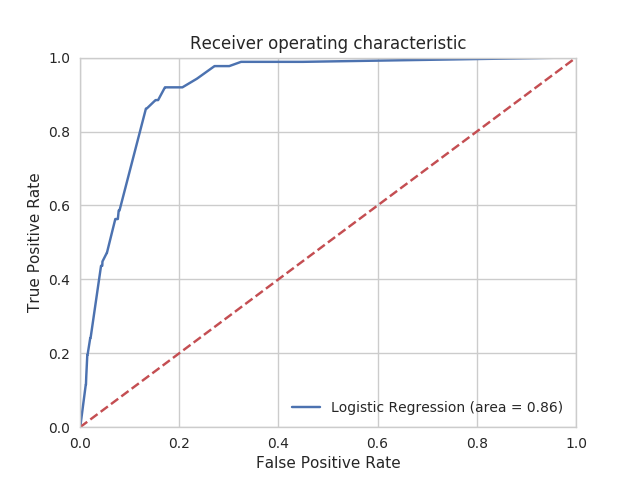 Receiver operating characteristic
1.0
0.8
0.6
0.4
0.2
0.0
True Positive Rate
Logistic Regression (area = 0.86)
0.0 0.2 0.4 0.6 0.8 1.0
False Positive Rate